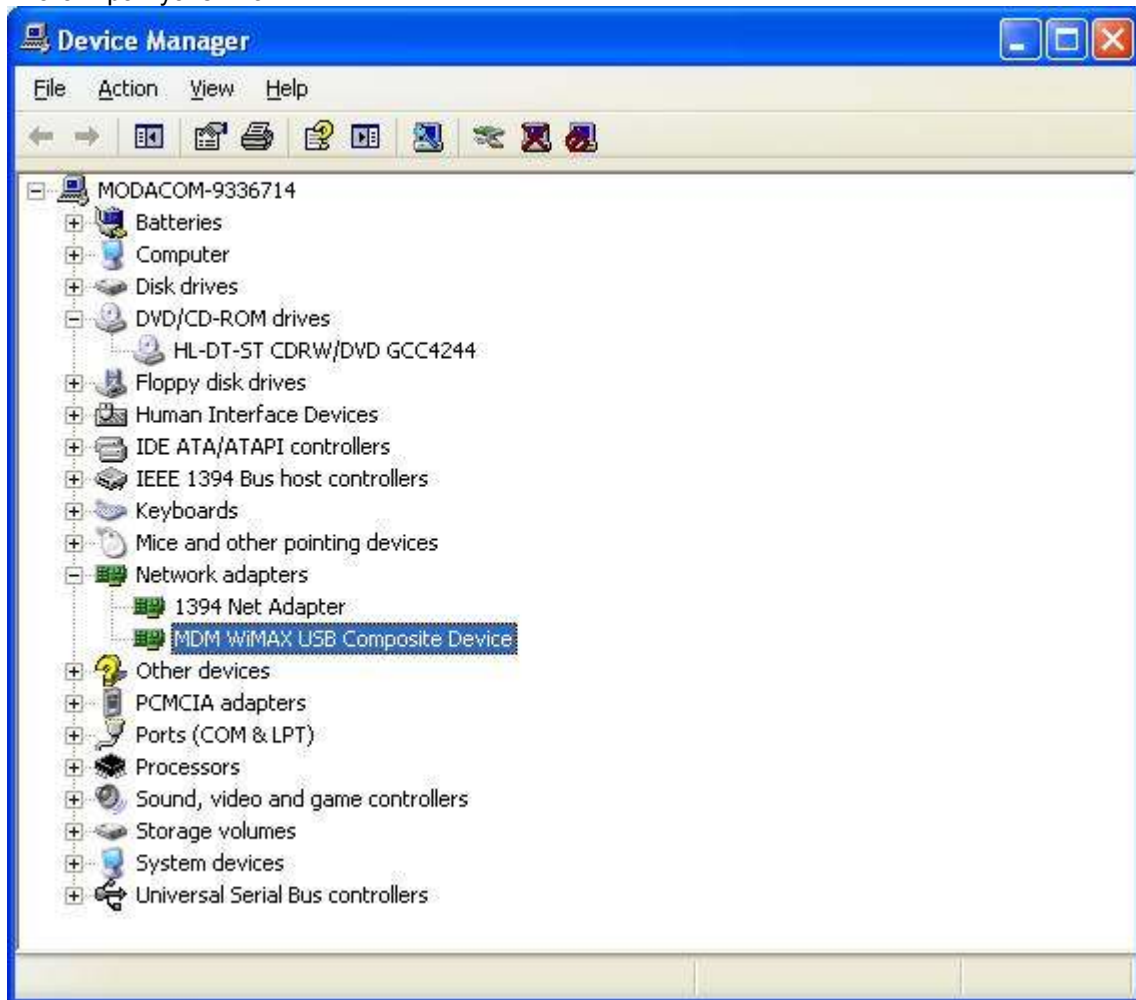 Device Manager
File Action View Help
MODACOM-9336714
Batteries
Computer
Disk drives
DVD/CD-ROM drives
HL-DT-ST CDRW/DVD GCC4244
Floppy disk drives
Human Interface Devices
IDE ATA/ATAPI controllers
IEEE 1394 Bus host controllers
Keyboards
Mice and other pointing devices
Network adapters
1394 Net Adapter
MDM WiMAX USB Composite Device
Other devices
PCMCIA adapters
Ports (COM & LPT)
Processors
Sound, video and game controllers
Storage volumes
System devices
Universal Serial Bus controllers